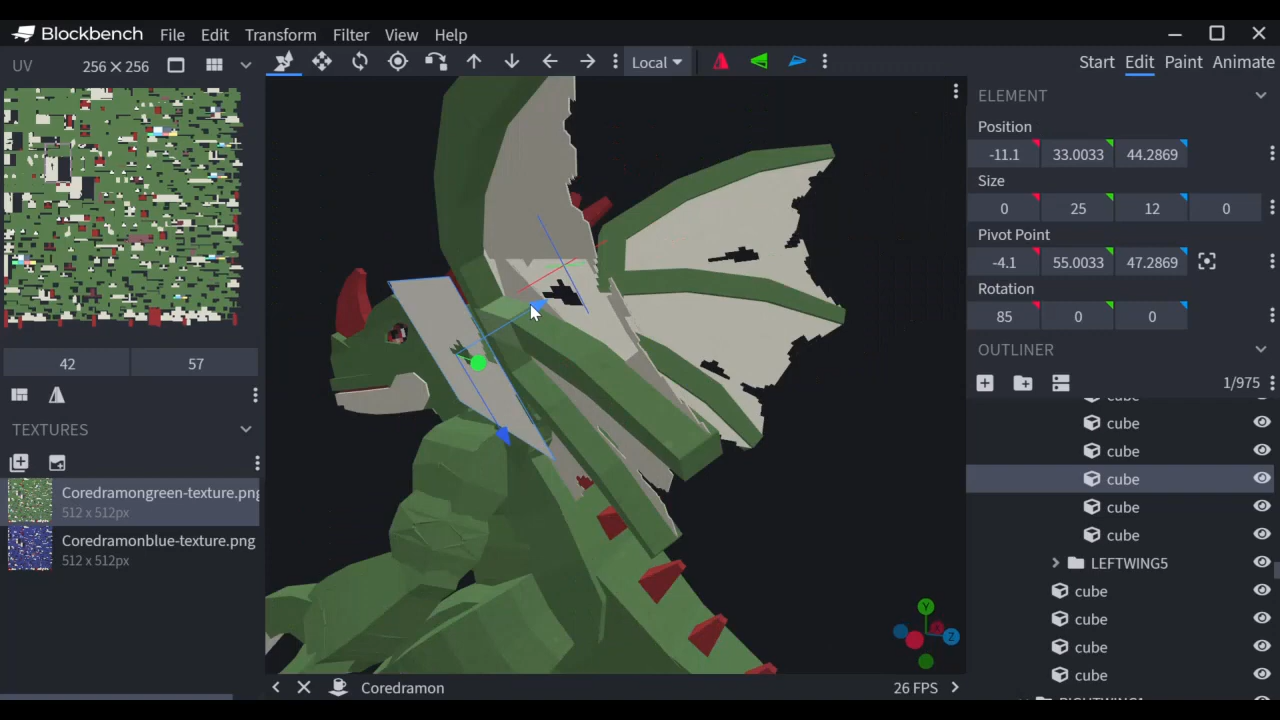 Blockbench File Edit Transform Filter View Help
UV 256 × 256 Local Start Edit Paint Animate
ELEMENT
Position
-11.1 33.0033 44.2869
Size
0 25 12 0
Pivot Point
-4.1 55.0033 47.2869
Rotation
85 0 0
OUTLINER
1/975
cube
cube
cube
cube
cube
cube
LEFTWING5
cube
cube
cube
cube
42 57
TEXTURES
Coredramongreen-texture.png
512 x 512px
Coredramonblue-texture.png
512 x 512px
Y
X
Z
Coredramon 26 FPS